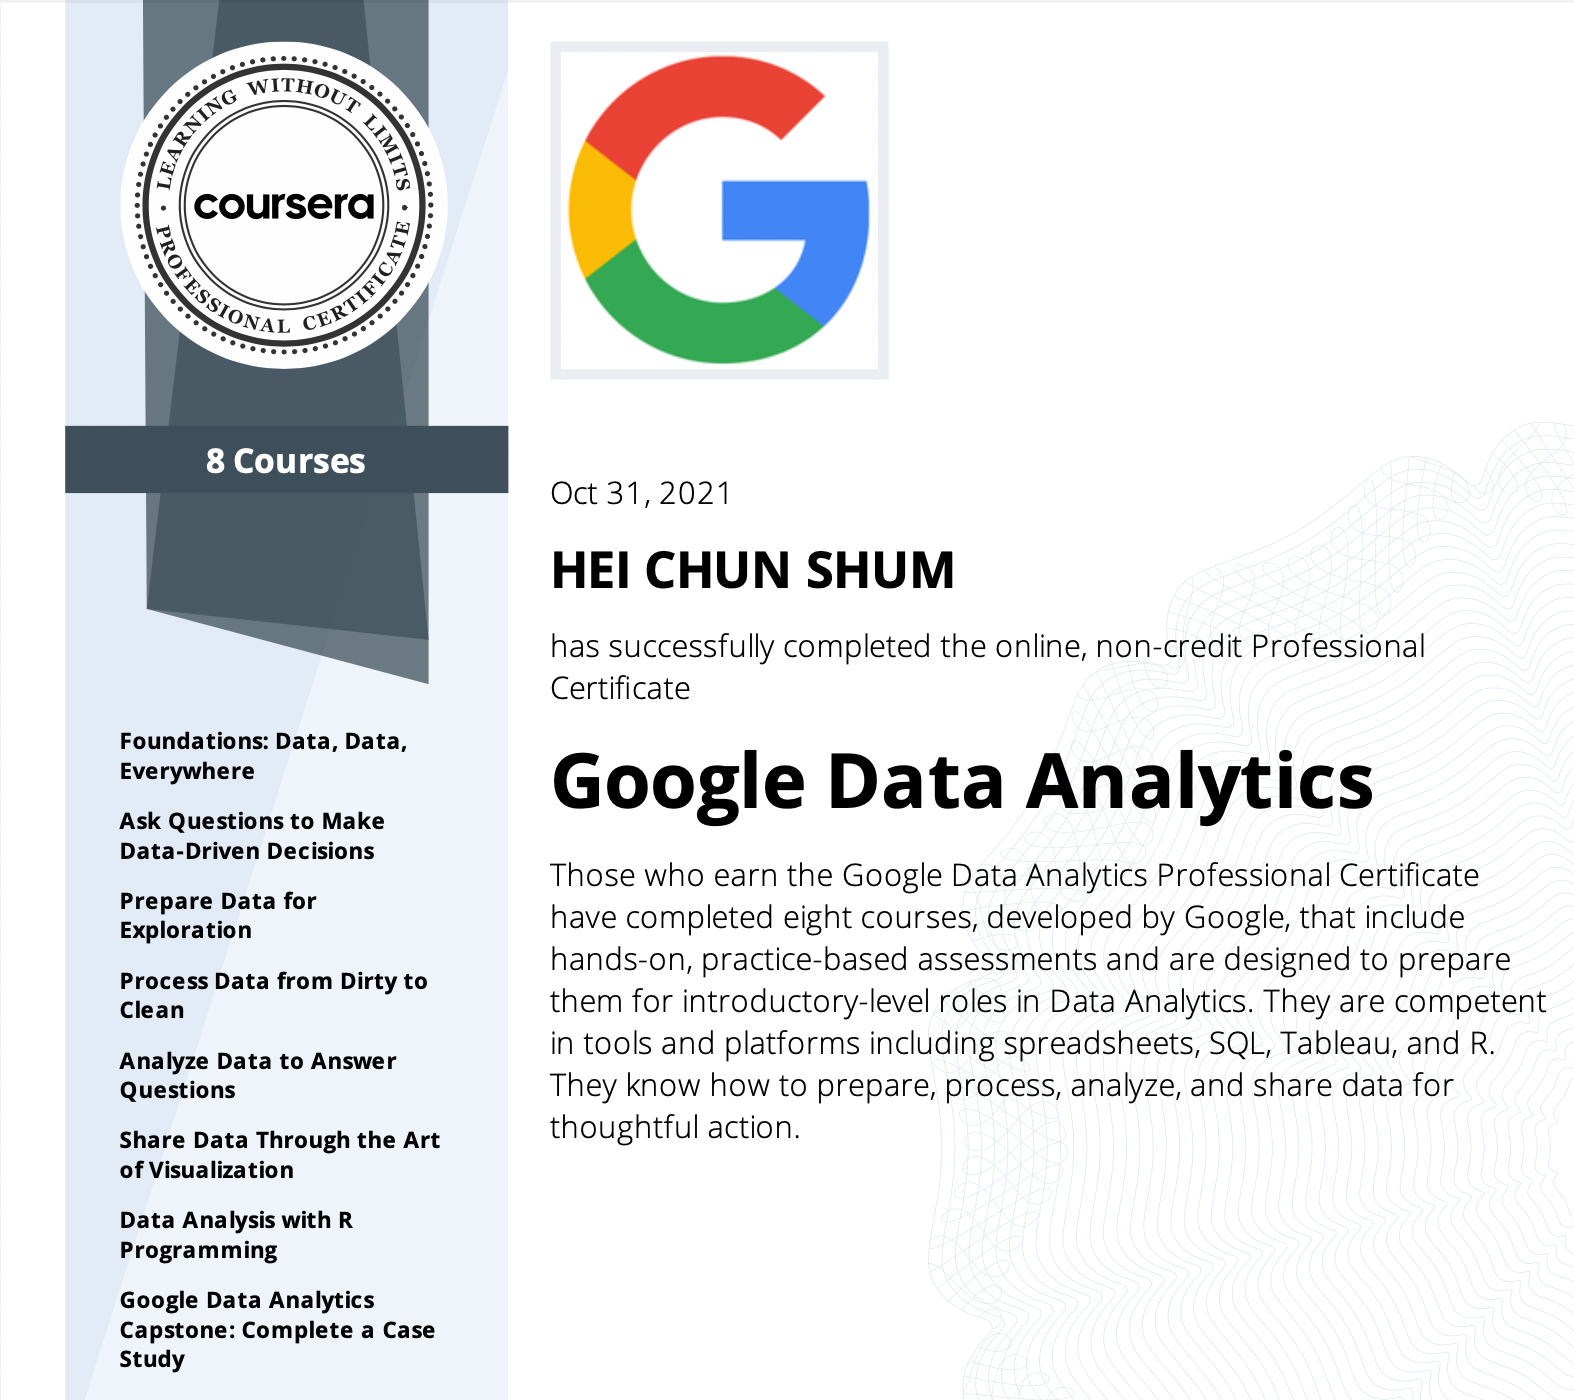 LEARNING WITHOUT LIMITS
coursera
PROFESSIONAL CERTIFICATE
8 Courses
Foundations: Data, Data,
Everywhere
Ask Questions to Make
Data-Driven Decisions
Prepare Data for
Exploration
Process Data from Dirty to
Clean
Analyze Data to Answer
Questions
Share Data Through the Art
of Visualization
Data Analysis with R
Programming
Google Data Analytics
Capstone: Complete a Case
Study
Oct 31, 2021
HEI CHUN SHUM
has successfully completed the online, non-credit Professional
Certificate
Google Data Analytics
Those who earn the Google Data Analytics Professional Certificate
have completed eight courses, developed by Google, that include
hands-on, practice-based assessments and are designed to prepare
them for introductory-level roles in Data Analytics. They are competent
in tools and platforms including spreadsheets, SQL, Tableau, and R.
They know how to prepare, process, analyze, and share data for
thoughtful action.